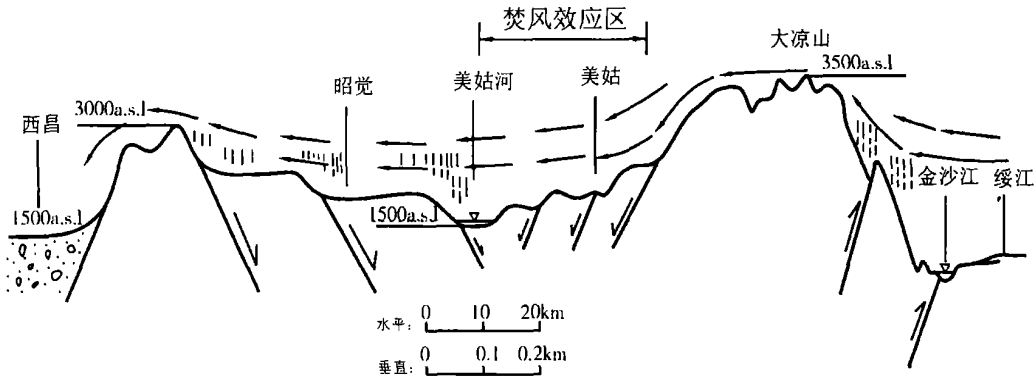 焚风效应区
大凉山
3500a.s.l
昭觉
美姑河
美姑
西昌
3000a.s.l
金沙江
绥江
1500a.s.l
1500a.s.l
水平:
0 10 20km
垂直:
0 0.1 0.2km